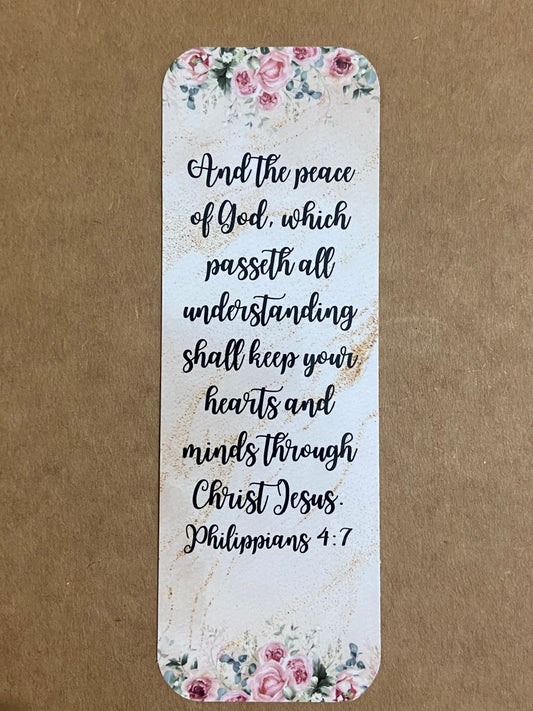 And the peace
of God, which
passeth all
understanding
shall keep your
hearts and
minds through
Christ Jesus.
Philippians 4:7